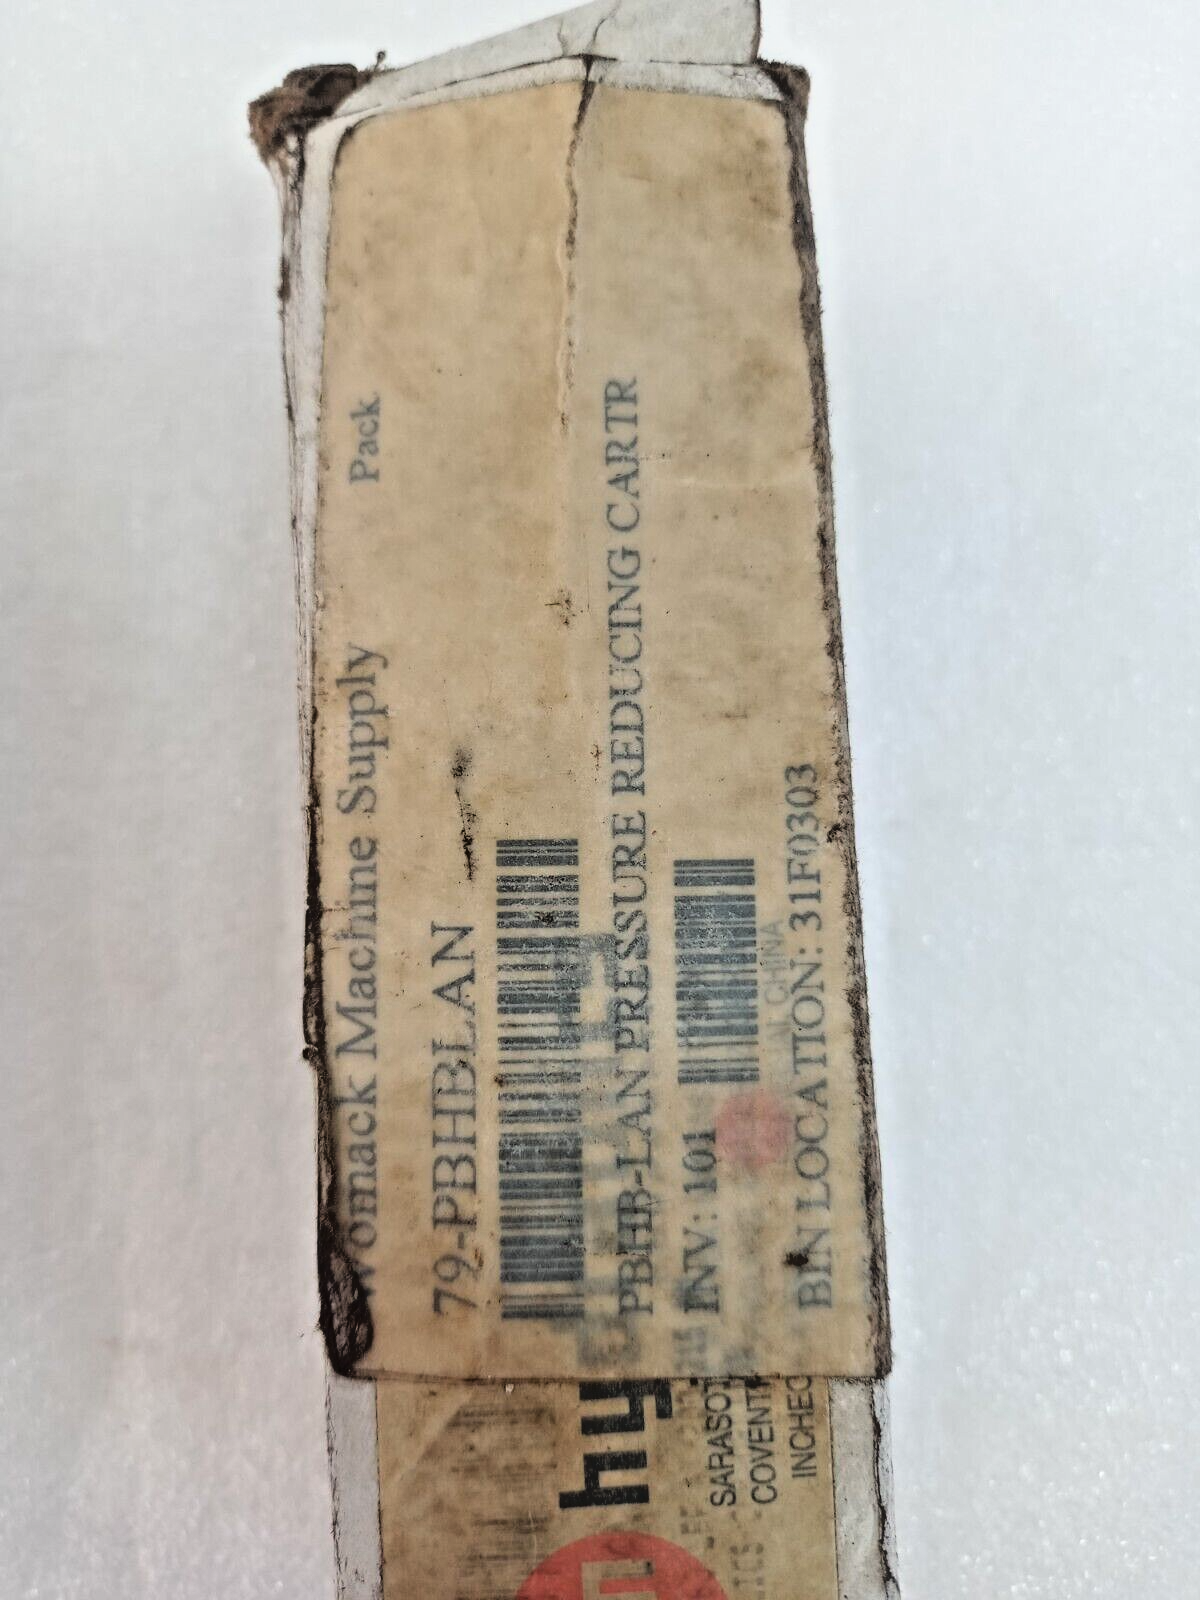 Womack Machine Supply Pack
79-PBHBLAN
PBHB-LAN PRESSURE REDUCING CARTR
INV: 101
BIN LOCATION: 31F0303
CHINA
hy
SARASOT
COVENT
INCHEO